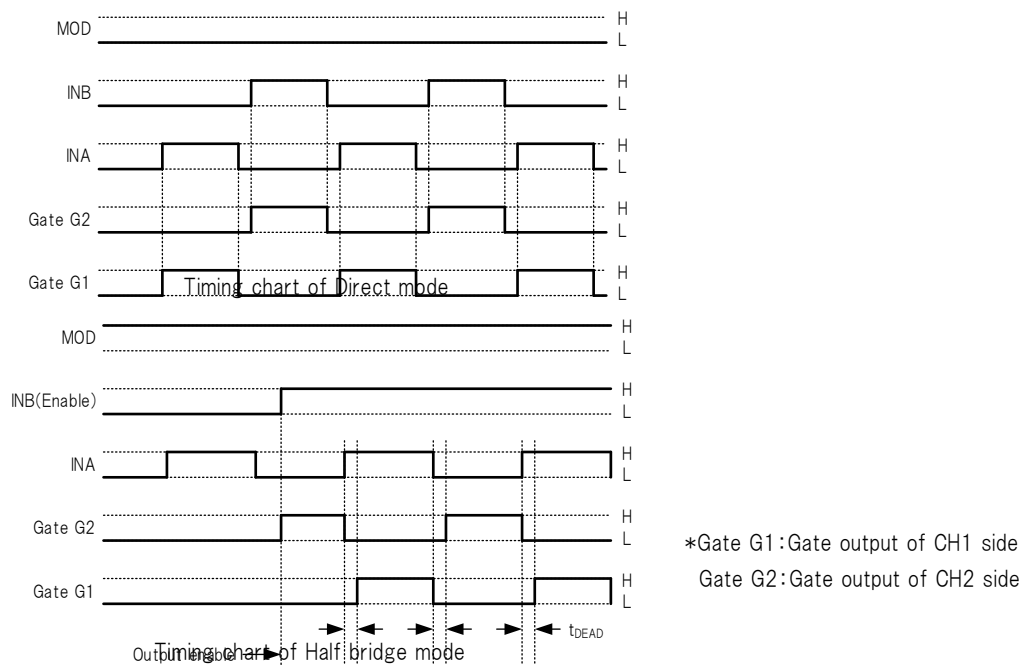 MOD H
L
INB H
L
INA H
L
Gate G2 H
L
Gate G1 H
L
Timing chart of Direct mode
MOD H
L
INB(Enable) H
L
INA H
L
Gate G2 H
L
Gate G1 H
L
tDEAD
Output enable
Timing chart of Half bridge mode
*Gate G1:Gate output of CH1 side
Gate G2:Gate output of CH2 side